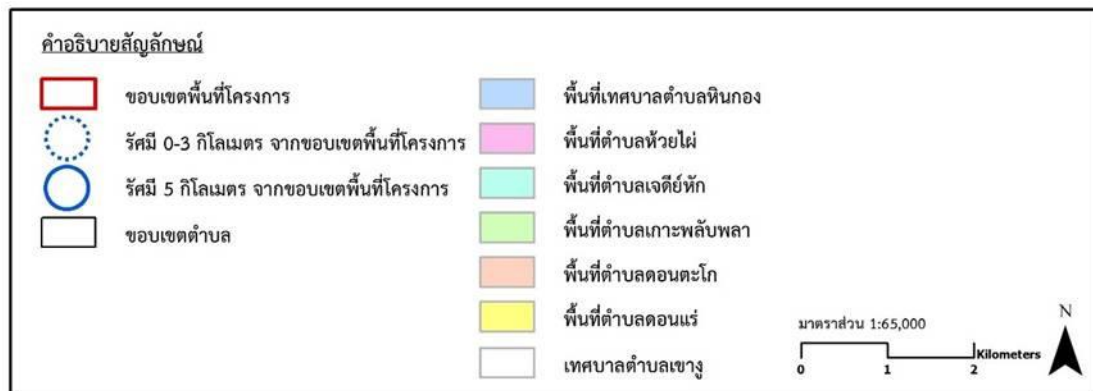 คำอธิบายสัญลักษณ์
ขอบเขตพื้นที่โครงการ
รัศมี 0-3 กิโลเมตร จากขอบเขตพื้นที่โครงการ
รัศมี 5 กิโลเมตร จากขอบเขตพื้นที่โครงการ
ขอบเขตตำบล
พื้นที่เทศบาลตำบลหินกอง
พื้นที่ตำบลห้วยไผ่
พื้นที่ตำบลเจดีย์หัก
พื้นที่ตำบลเกาะพลับพลา
พื้นที่ตำบลดอนตะโก
พื้นที่ตำบลดอนแร่
เทศบาลตำบลเขางู
มาตราส่วน 1:65,000
Kilometers
0 1 2
N